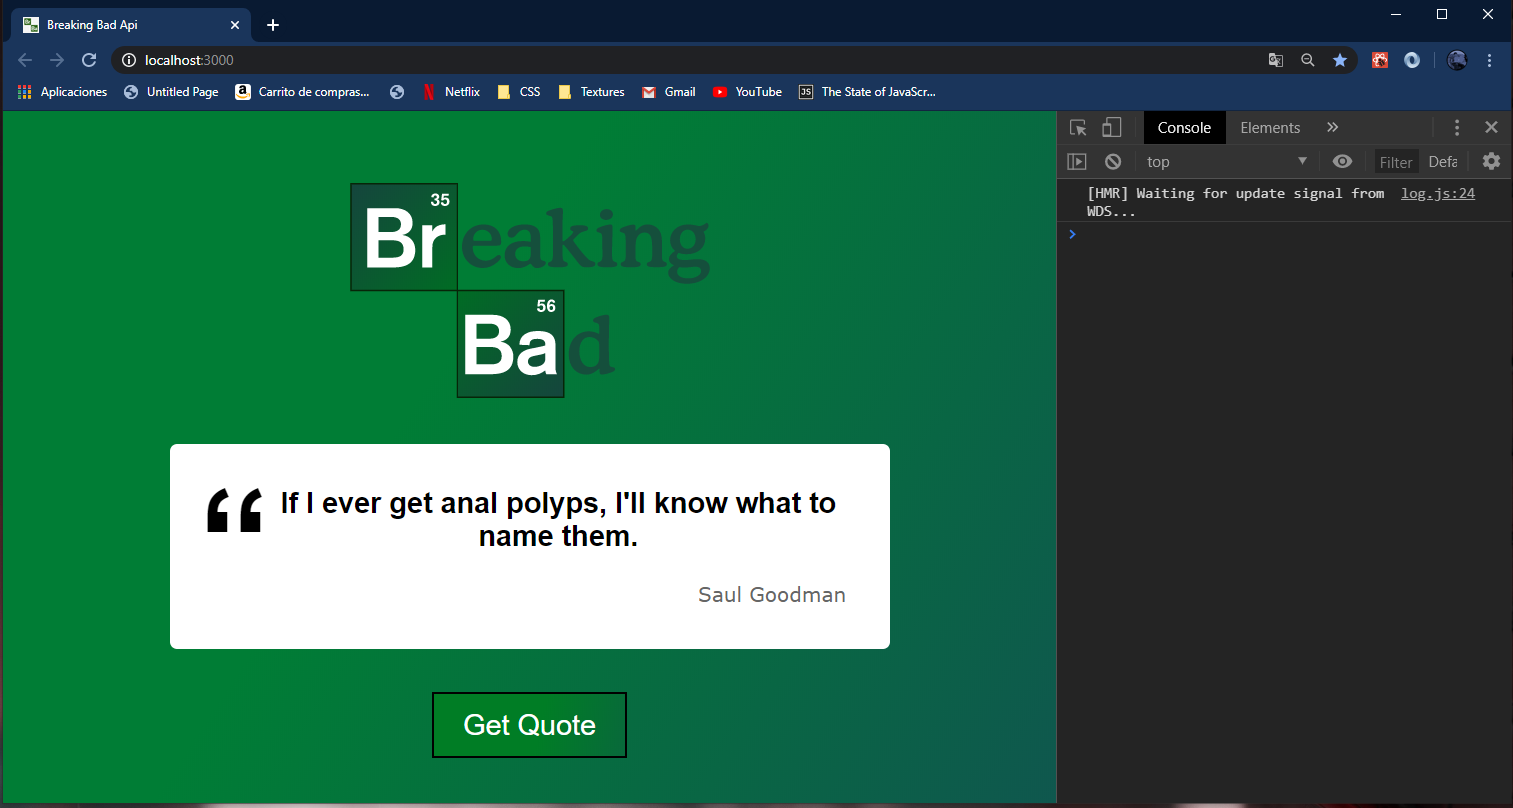 Breaking Bad Api
localhost:3000
Aplicaciones Untitled Page Carrito de compras... Netflix CSS Textures Gmail YouTube JS The State of JavaScr...
Console Elements
top Filter Defa
[HMR] Waiting for update signal from log.js:24
WDS...
35
Breaking
56
Bad
If I ever get anal polyps, I'll know what to
name them.
Saul Goodman
Get Quote